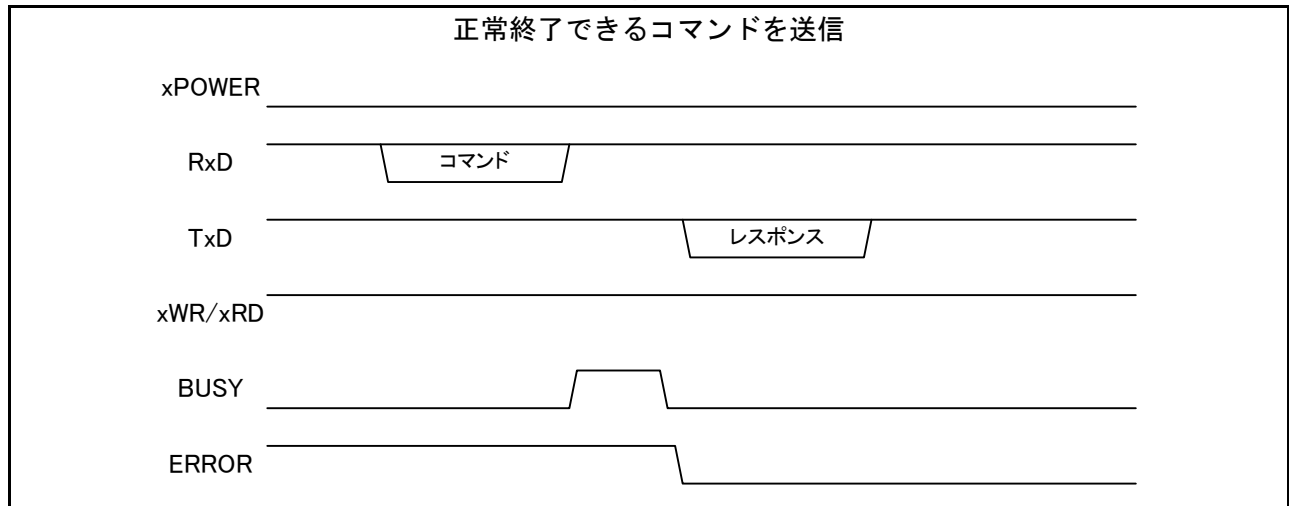 正常終了できるコマンドを送信
xPOWER
RxD
コマンド
TxD
レスポンス
xWR/xRD
BUSY
ERROR